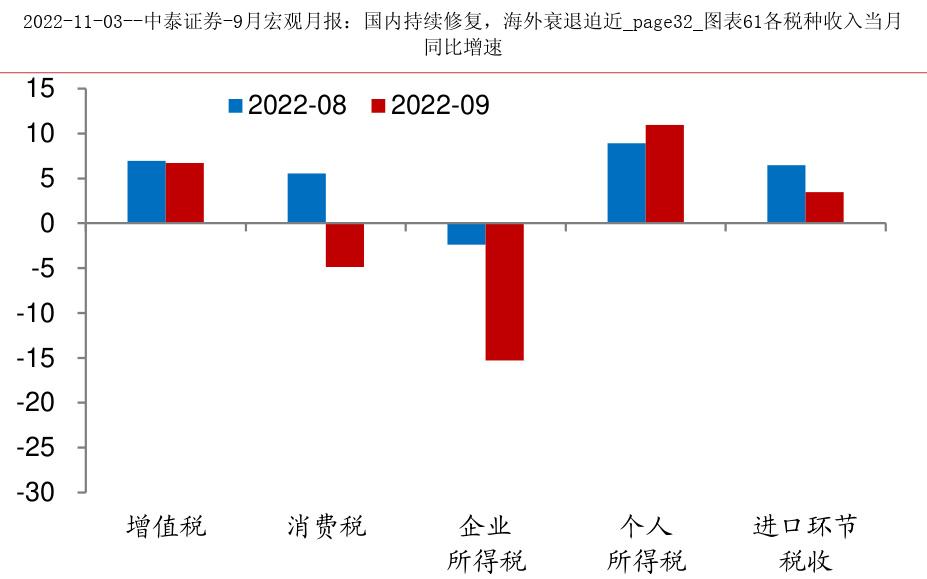 2022-11-03--中泰证券-9月宏观月报：国内持续修复，海外衰退迫近_page32_图表61各税种收入当月
同比增速
2022-08 2022-09
15
10
5
0
-5
-10
-15
-20
-25
-30
增值税 消费税 企业 个人 进口环节
所得税 所得税 税收